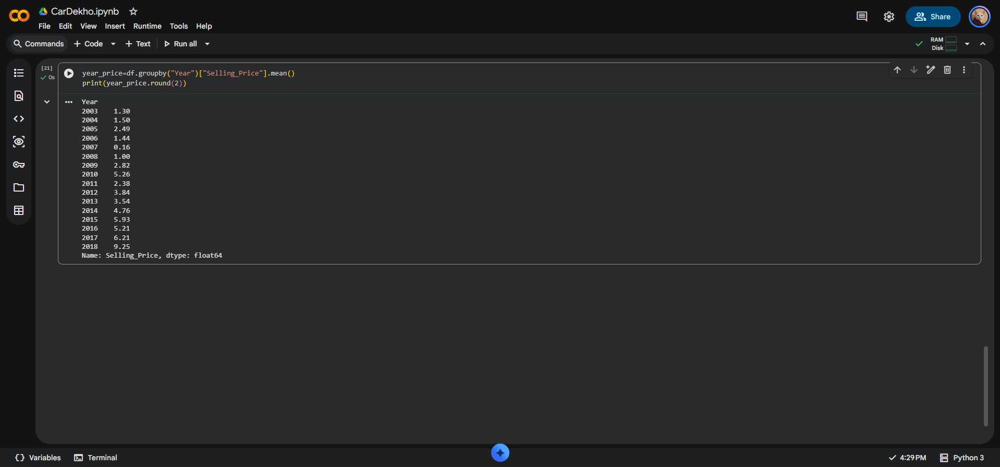 CarDekho.ipynb
File Edit View Insert Runtime Tools Help
Share
Commands + Code + Text Run all
RAM
Disk
[21]
0s
year_price=df.groupby("Year")["Selling_Price"].mean()
print(year_price.round(2))
Year
2003 1.30
2004 1.50
2005 2.49
2006 1.44
2007 0.16
2008 1.00
2009 2.82
2010 5.26
2011 2.38
2012 3.84
2013 3.54
2014 4.76
2015 5.93
2016 5.21
2017 6.21
2018 9.25
Name: Selling_Price, dtype: float64
Variables Terminal
4:29 PM Python 3